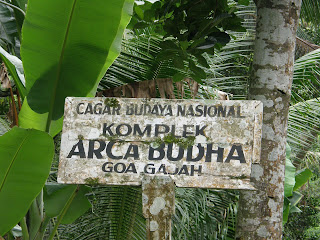 CAGAR BUDAYA NASIONAL
KOMPLEK
ARCA BUDHA
GOA GAJAH